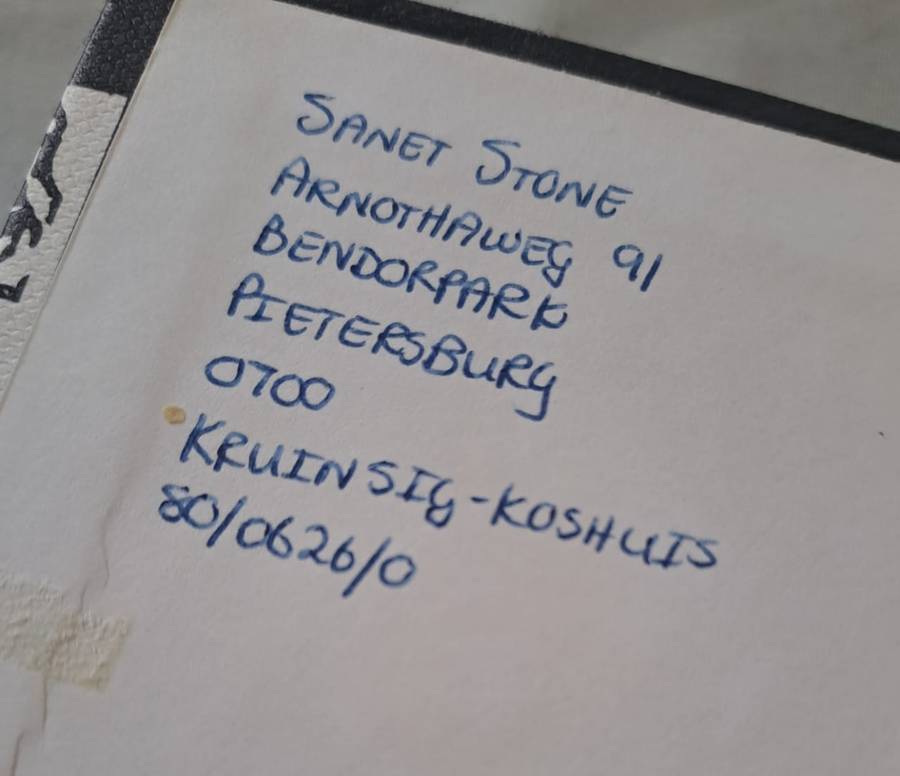 SANET STONE
ARNOTHAWEG 91
BENDORPARK
PIETERSBURG
0700
KRUINSIG-KOSHUIS
80/0626/0